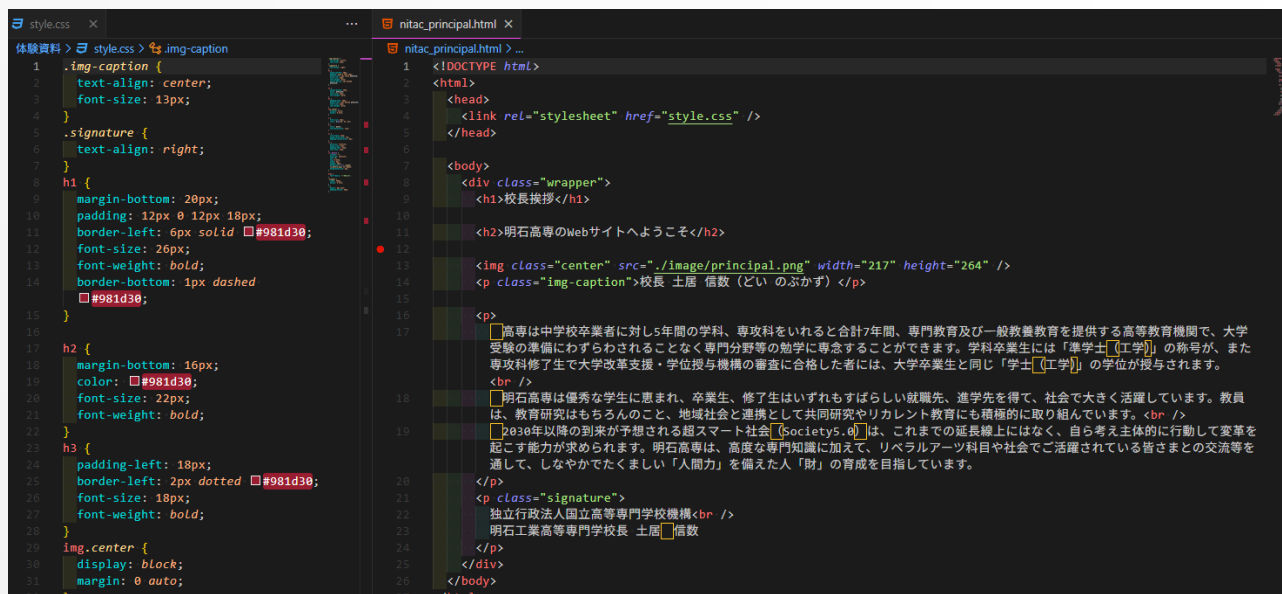 style.css ×
体験資料 > style.css > .img-caption
1 .img-caption {
2 text-align: center;
3 font-size: 13px;
4 }
5 .signature {
6 text-align: right;
7 }
8 h1 {
9 margin-bottom: 20px;
10 padding: 12px 0 12px 18px;
11 border-left: 6px solid #981d30;
12 font-size: 26px;
13 font-weight: bold;
14 border-bottom: 1px dashed
#981d30;
15 }
16
17 h2 {
18 margin-bottom: 16px;
19 color: #981d30;
20 font-size: 22px;
21 font-weight: bold;
22 }
23 h3 {
24 padding-left: 18px;
25 border-left: 2px dotted #981d30;
26 font-size: 18px;
27 font-weight: bold;
28 }
29 img.center {
30 display: block;
31 margin: 0 auto;
nitac_principal.html ×
nitac_principal.html > ...
1 <!DOCTYPE html>
2 <html>
3 <head>
4 <link rel="stylesheet" href="style.css" />
5 </head>
6
7 <body>
8 <div class="wrapper">
9 <h1>校長挨拶</h1>
10
11 <h2>明石高専のWebサイトへようこそ</h2>
12
13 <img class="center" src="./image/principal.png" width="217" height="264" />
14 <p class="img-caption">校長 土居 信数（どい のぶかず）</p>
15
16 <p>
17 　高専は中学校卒業者に対し5年間の学科、専攻科をいれると合計7年間、専門教育及び一般教養教育を提供する高等教育機関で、大学
受験の準備にわずらわされることなく専門分野等の勉学に専念することができます。学科卒業生には「準学士（工学）」の称号が、また
専攻科修了生で大学改革支援・学位授与機構の審査に合格した者には、大学卒業生と同じ「学士（工学）」の学位が授与されます。
<br />
18 　明石高専は優秀な学生に恵まれ、卒業生、修了生はいずれもすばらしい就職先、進学先を得て、社会で大きく活躍しています。教員
は、教育研究はもちろんのこと、地域社会と連携として共同研究やリカレント教育にも積極的に取り組んでいます。<br />
19 　2030年以降の到来が予想される超スマート社会（Society5.0）は、これまでの延長線上にはなく、自ら考え主体的に行動して変革を
起こす能力が求められます。明石高専は、高度な専門知識に加えて、リベラルアーツ科目や社会でご活躍されている皆さまとの交流等を
通して、しなやかでたくましい「人間力」を備えた人「財」の育成を目指しています。
20 </p>
21 <p class="signature">
22 独立行政法人国立高等専門学校機構<br />
23 明石工業高等専門学校長 土居　信数
24 </p>
25 </div>
26 </body>